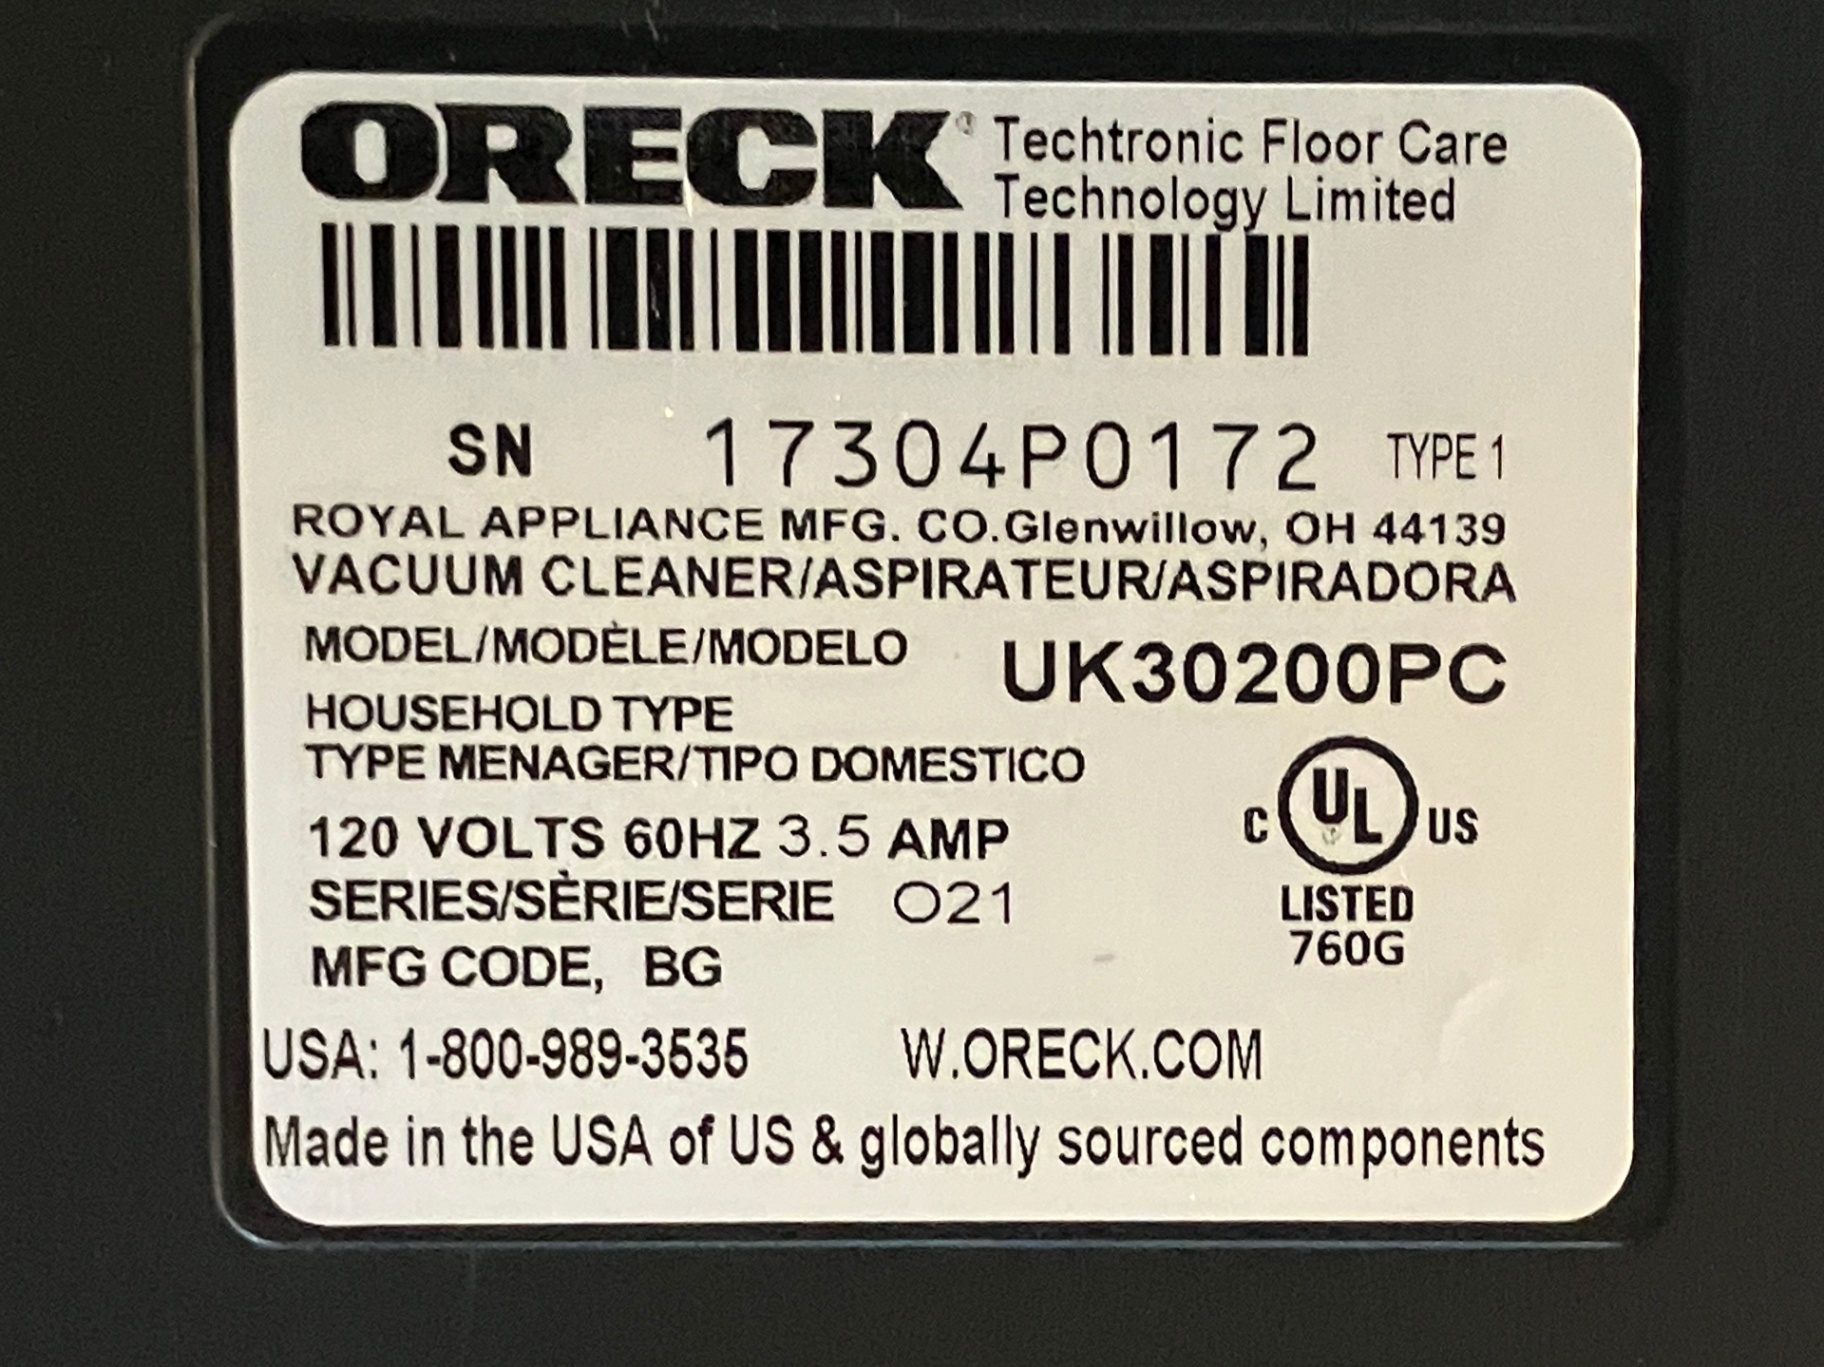 ORECK® Techtronic Floor Care
Technology Limited
SN 17304P0172 TYPE 1
ROYAL APPLIANCE MFG. CO.Glenwillow, OH 44139
VACUUM CLEANER/ASPIRATEUR/ASPIRADORA
MODEL/MODÈLE/MODELO UK30200PC
HOUSEHOLD TYPE
TYPE MENAGER/TIPO DOMESTICO
120 VOLTS 60HZ 3.5 AMP
SERIES/SÈRIE/SERIE O21
C UL US
LISTED
760G
MFG CODE, BG
USA: 1-800-989-3535 W.ORECK.COM
Made in the USA of US & globally sourced components